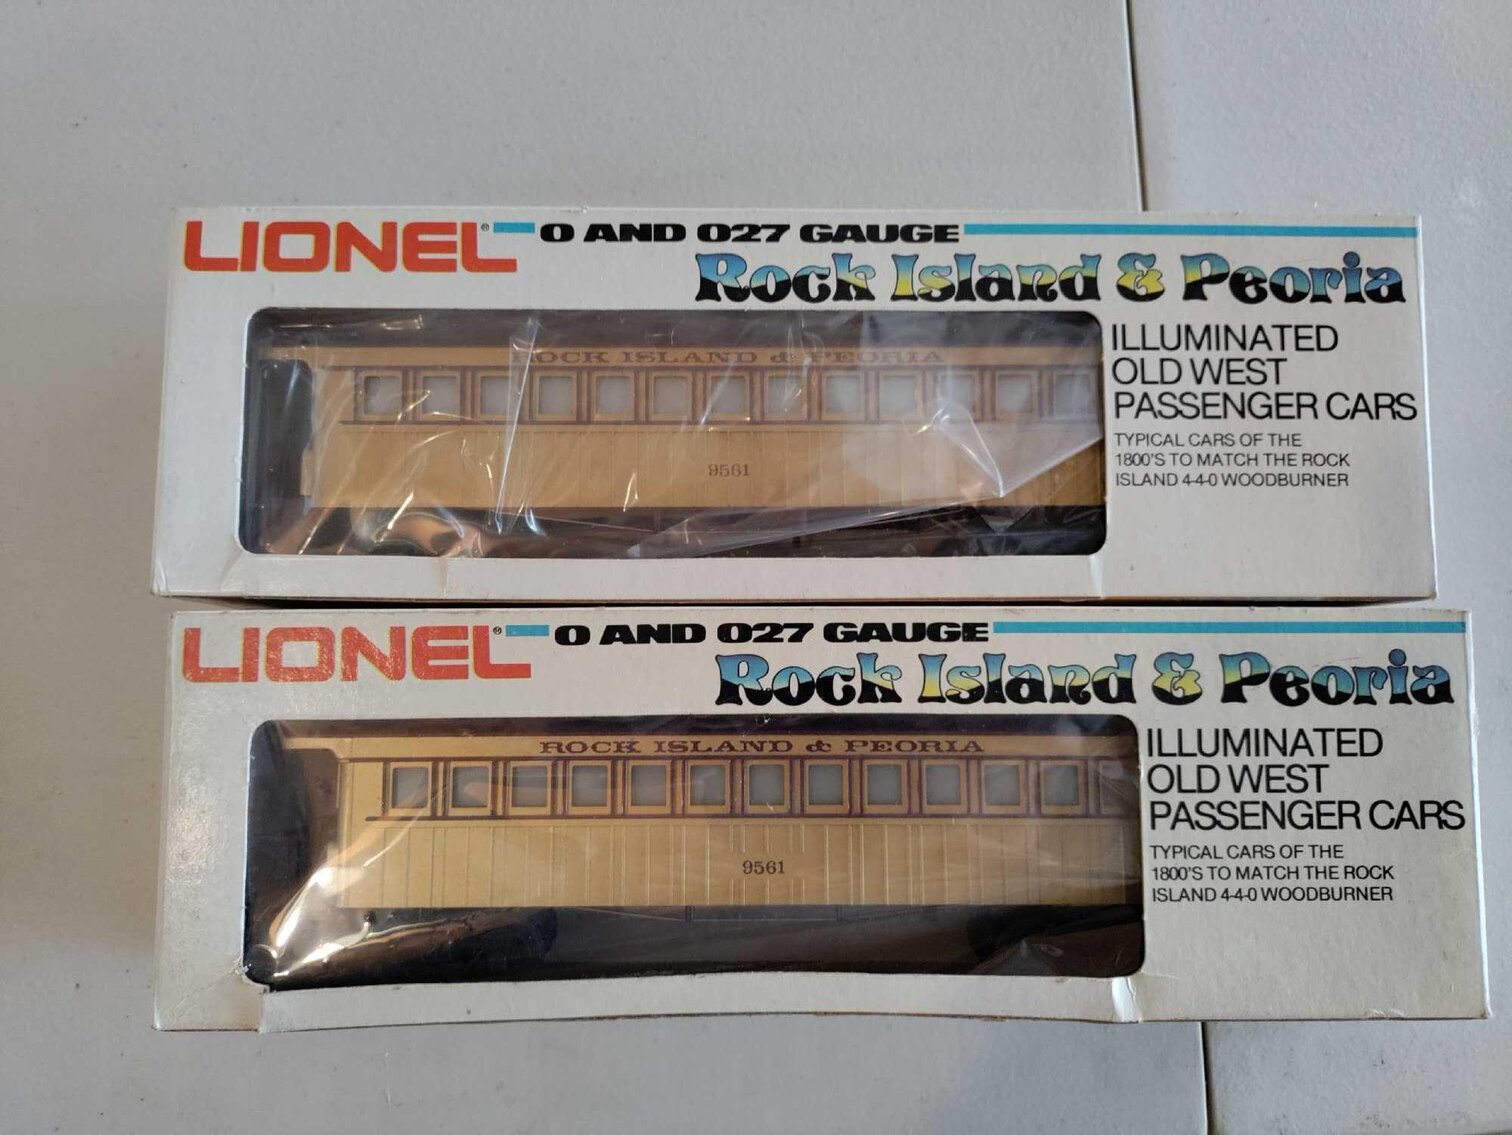 LIONEL® O AND O27 GAUGE
Rock Island & Peoria
ILLUMINATED
OLD WEST
PASSENGER CARS
TYPICAL CARS OF THE
1800'S TO MATCH THE ROCK
ISLAND 4-4-0 WOODBURNER
ROCK ISLAND & PEORIA
9561
LIONEL® O AND O27 GAUGE
Rock Island & Peoria
ILLUMINATED
OLD WEST
PASSENGER CARS
TYPICAL CARS OF THE
1800'S TO MATCH THE ROCK
ISLAND 4-4-0 WOODBURNER
ROCK ISLAND & PEORIA
9561